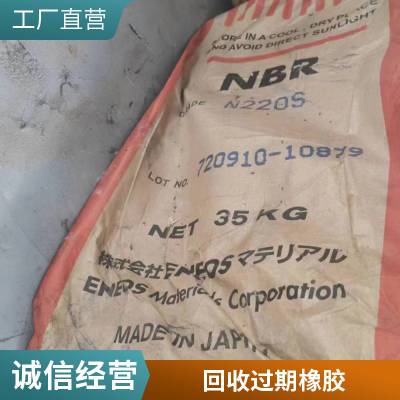 工厂直营
ORE IN A COOL, DRY PLACE
NG AVOID DIRECT SUNLIGHT
NBR
N220S
LOT NO. 720910-10879
NET 35 KG
株式会社ENEOSマテリアル
ENEOS Materials Corporation
MADE IN JAPAN
诚信经营
回收过期橡胶